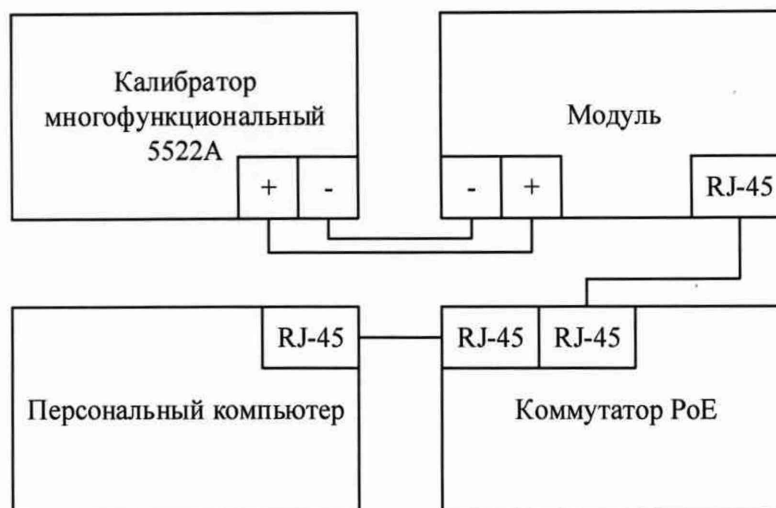 Калибратор
многофункциональный
5522А
+ -
Модуль
- +
RJ-45
RJ-45
Персональный компьютер
RJ-45 RJ-45
Коммутатор PoE